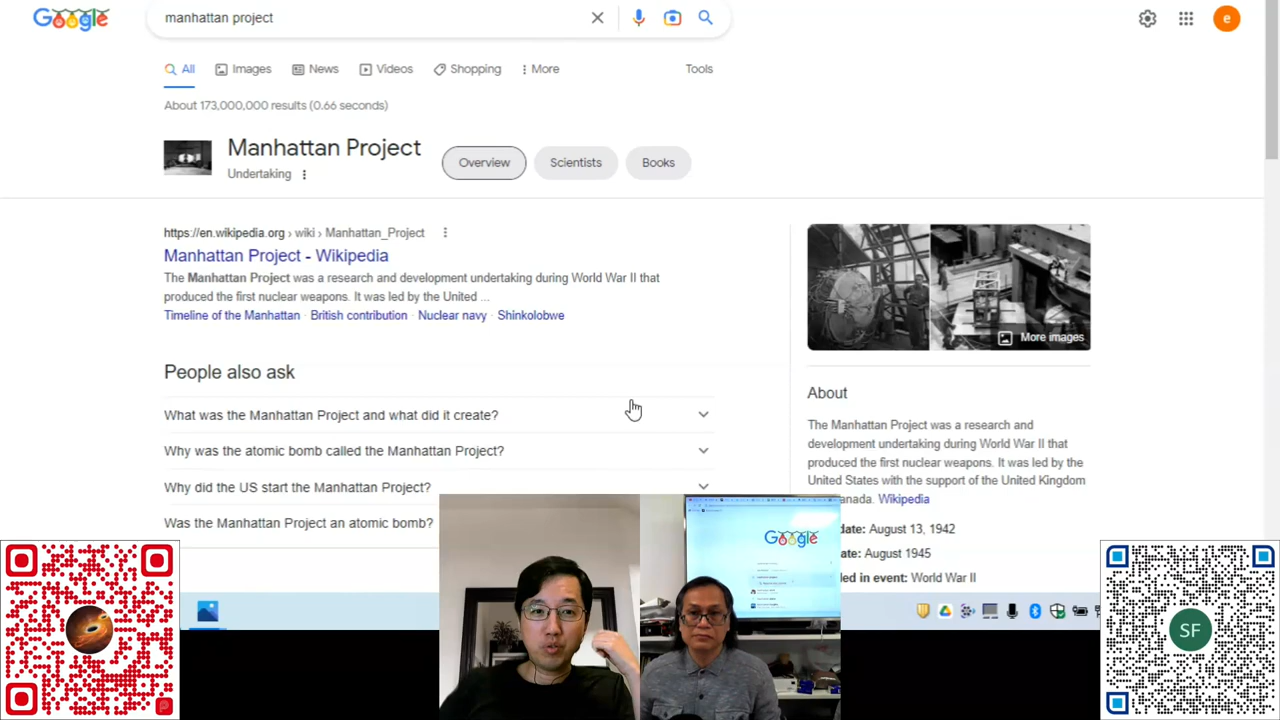 Google
manhattan project
e
All
Images
News
Videos
Shopping
More
Tools
About 173,000,000 results (0.66 seconds)
Manhattan Project
Undertaking
Overview
Scientists
Books
https://en.wikipedia.org › wiki › Manhattan_Project
Manhattan Project - Wikipedia
The Manhattan Project was a research and development undertaking during World War II that
produced the first nuclear weapons. It was led by the United ...
Timeline of the Manhattan · British contribution · Nuclear navy · Shinkolobwe
People also ask
What was the Manhattan Project and what did it create?
Why was the atomic bomb called the Manhattan Project?
Why did the US start the Manhattan Project?
Was the Manhattan Project an atomic bomb?
More images
About
The Manhattan Project was a research and
development undertaking during World War II that
produced the first nuclear weapons. It was led by the
United States with the support of the United Kingdom
anada. Wikipedia
date: August 13, 1942
ate: August 1945
ed in event: World War II
Google
SF